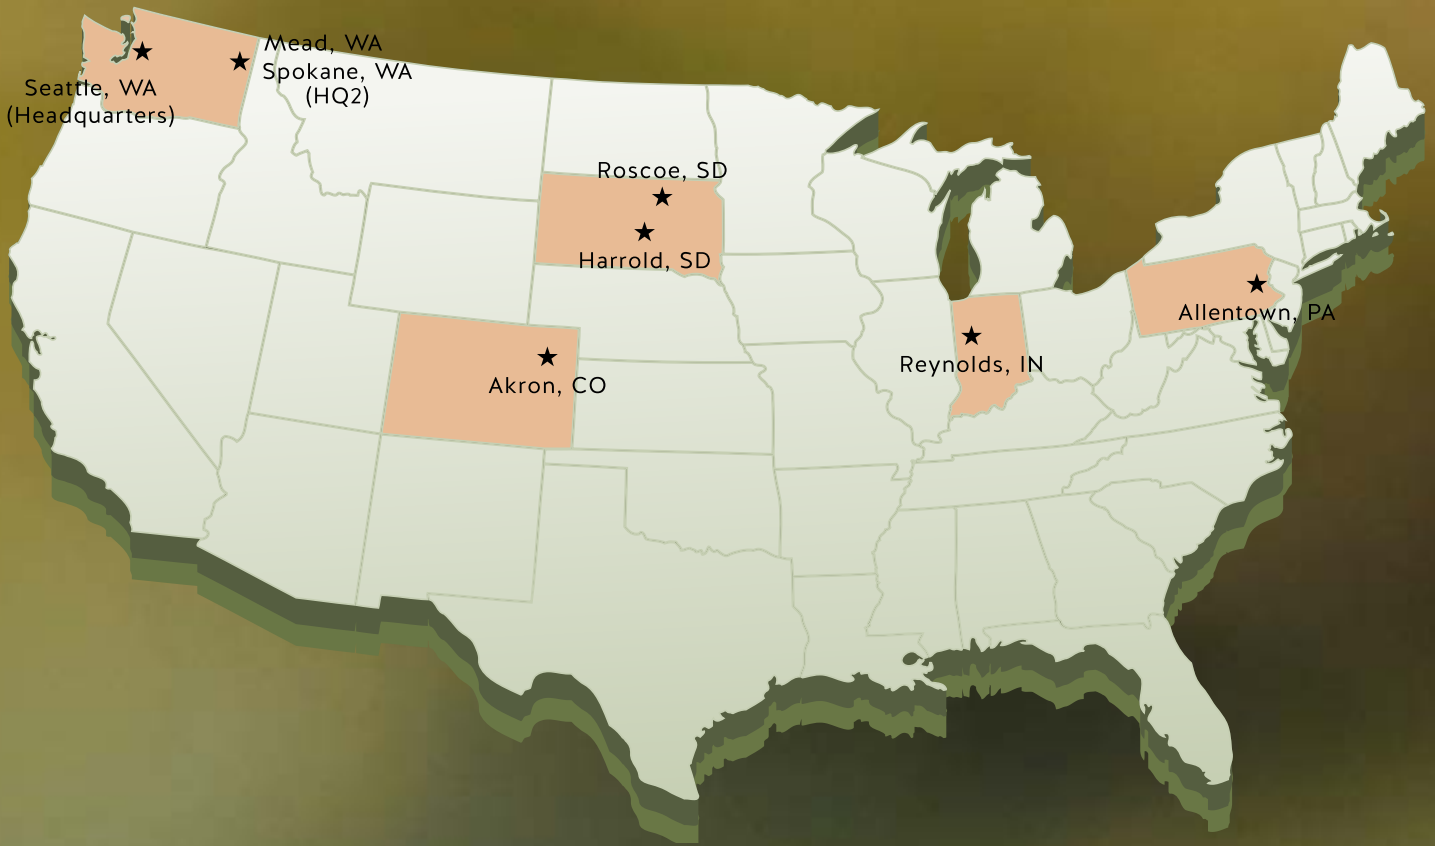 Mead, WA
Spokane, WA
(HQ2)
Seattle, WA
(Headquarters)
Roscoe, SD
Harrold, SD
Allentown, PA
Reynolds, IN
Akron, CO